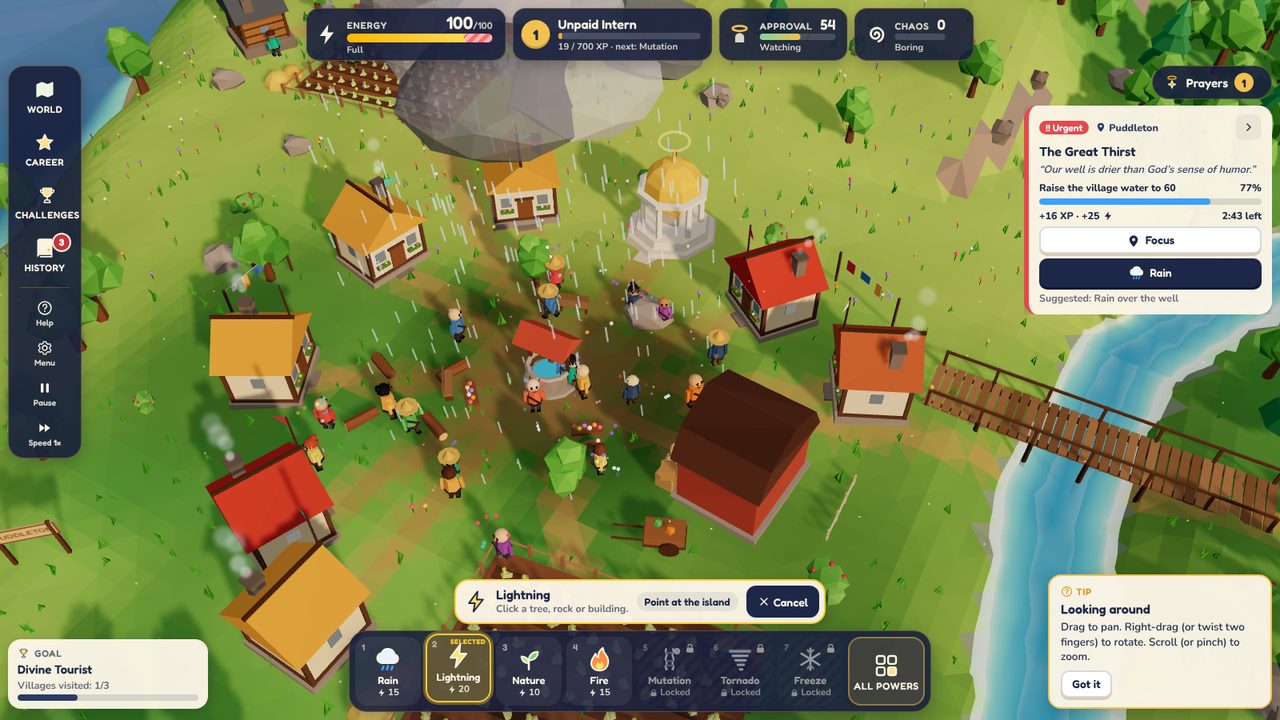 ENERGY 100/100
Full
1
Unpaid Intern
19 / 700 XP · next: Mutation
APPROVAL 54
Watching
CHAOS 0
Boring
WORLD
CAREER
CHALLENGES
3
HISTORY
Help
Menu
Pause
Speed 1x
Prayers 1
!! Urgent Puddleton
The Great Thirst
“Our well is drier than God’s sense of humor.”
Raise the village water to 60 77%
+16 XP · +25 2:43 left
Focus
Rain
Suggested: Rain over the well
TIP
Looking around
Drag to pan. Right-drag (or twist two
fingers) to rotate. Scroll (or pinch) to
zoom.
Got it
Lightning
Click a tree, rock or building.
Point at the island
Cancel
GOAL
Divine Tourist
Villages visited: 1/3
1
Rain
15
2 SELECTED
Lightning
20
3
Nature
10
4
Fire
15
5
Mutation
Locked
6
Tornado
Locked
7
Freeze
Locked
ALL POWERS